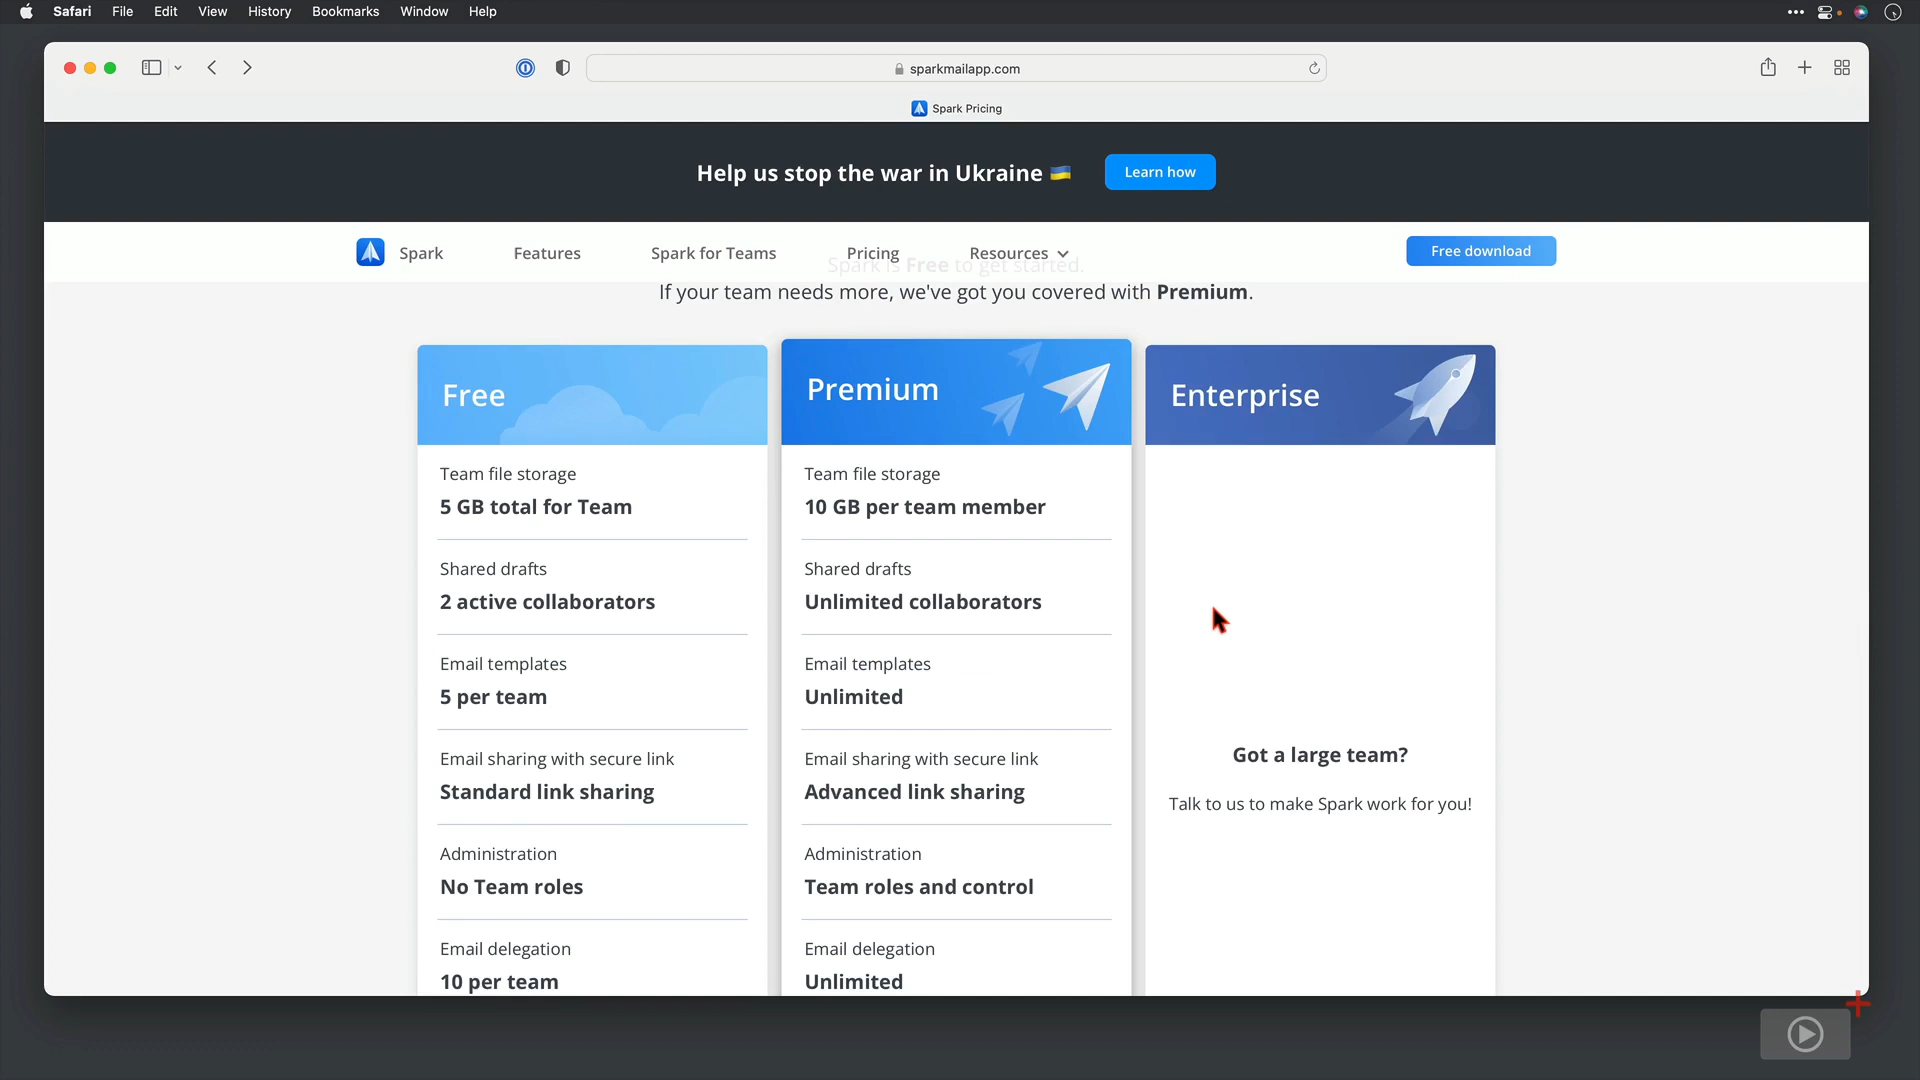 Safari File Edit View History Bookmarks Window Help
sparkmailapp.com
Spark Pricing
Help us stop the war in Ukraine 🇺🇦 Learn how
Spark Features Spark for Teams Pricing Resources Free download
Spark is Free to get started.
If your team needs more, we've got you covered with Premium.
Free
Team file storage
5 GB total for Team
Shared drafts
2 active collaborators
Email templates
5 per team
Email sharing with secure link
Standard link sharing
Administration
No Team roles
Email delegation
10 per team
Premium
Team file storage
10 GB per team member
Shared drafts
Unlimited collaborators
Email templates
Unlimited
Email sharing with secure link
Advanced link sharing
Administration
Team roles and control
Email delegation
Unlimited
Enterprise
Got a large team?
Talk to us to make Spark work for you!